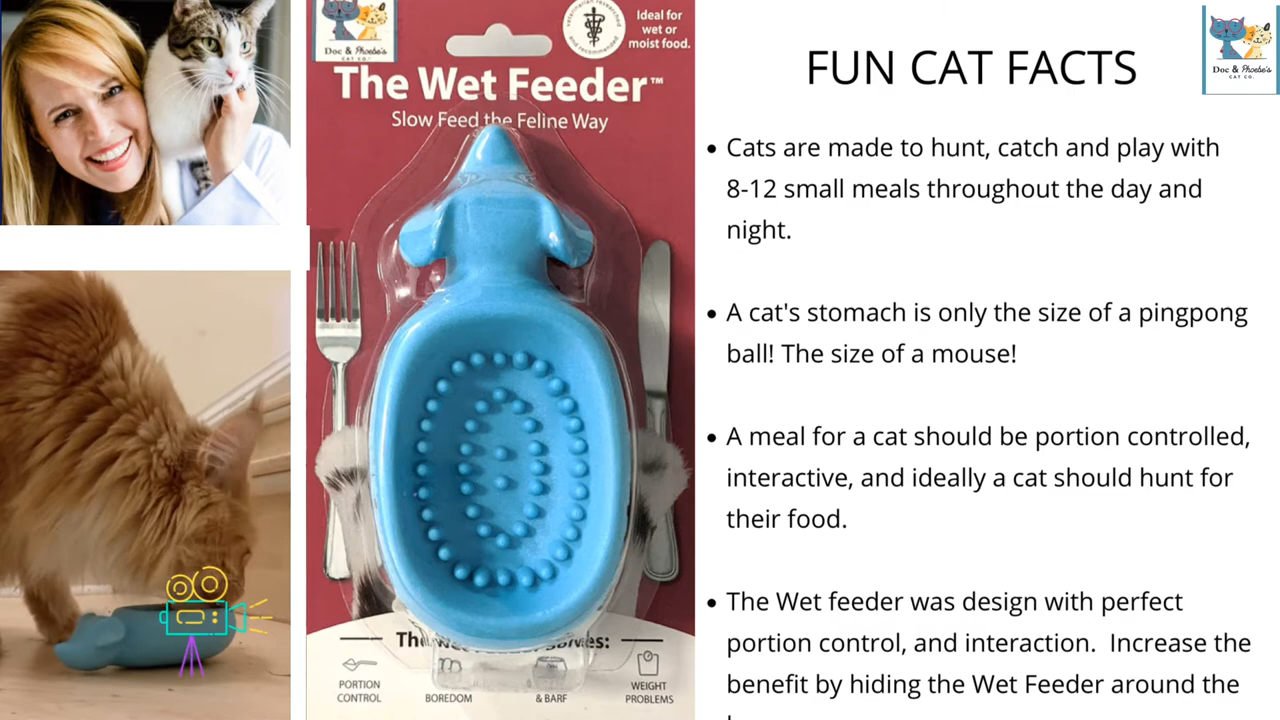 Doc & Phoebe's
CAT CO.
Ideal for
wet or
moist food.
The Wet Feeder™
Slow Feed the Feline Way
The Wet Feeder Solves:
PORTION
CONTROL
BOREDOM
& BARF
WEIGHT
PROBLEMS
FUN CAT FACTS
Doc & Phoebe's
CAT CO.
• Cats are made to hunt, catch and play with
8-12 small meals throughout the day and
night.
• A cat's stomach is only the size of a pingpong
ball! The size of a mouse!
• A meal for a cat should be portion controlled,
interactive, and ideally a cat should hunt for
their food.
• The Wet feeder was design with perfect
portion control, and interaction.  Increase the
benefit by hiding the Wet Feeder around the